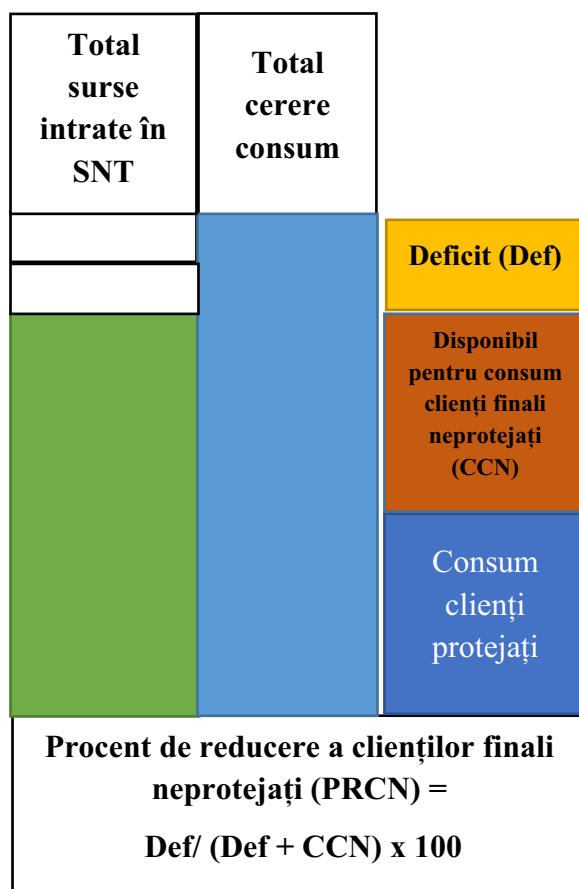 Total
surse
intrate în
SNT
Total
cerere
consum
Deficit (Def)
Disponibil
pentru consum
clienți finali
neprotejați
(CCN)
Consum
clienți
protejați
Procent de reducere a clienților finali
neprotejați (PRCN) =
Def/ (Def + CCN) x 100